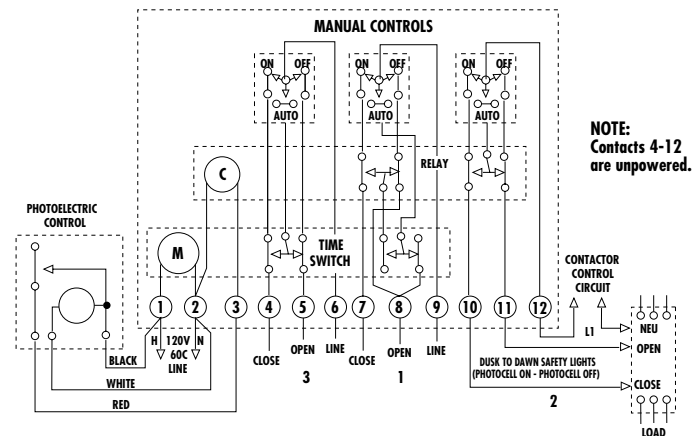 MANUAL CONTROLS
ON OFF ON OFF ON OFF
AUTO AUTO AUTO
NOTE:
Contacts 4-12
are unpowered.
RELAY
C
PHOTOELECTRIC
CONTROL
M
TIME
SWITCH
1 2 3 4 5 6 7 8 9 10 11 12
CONTACTOR
CONTROL
CIRCUIT
H 120V N
60C
LINE
BLACK
WHITE
RED
CLOSE OPEN LINE CLOSE OPEN LINE
3 1
L1
NEU
OPEN
CLOSE
DUSK TO DAWN SAFETY LIGHTS
(PHOTOCELL ON - PHOTOCELL OFF)
2
LOAD